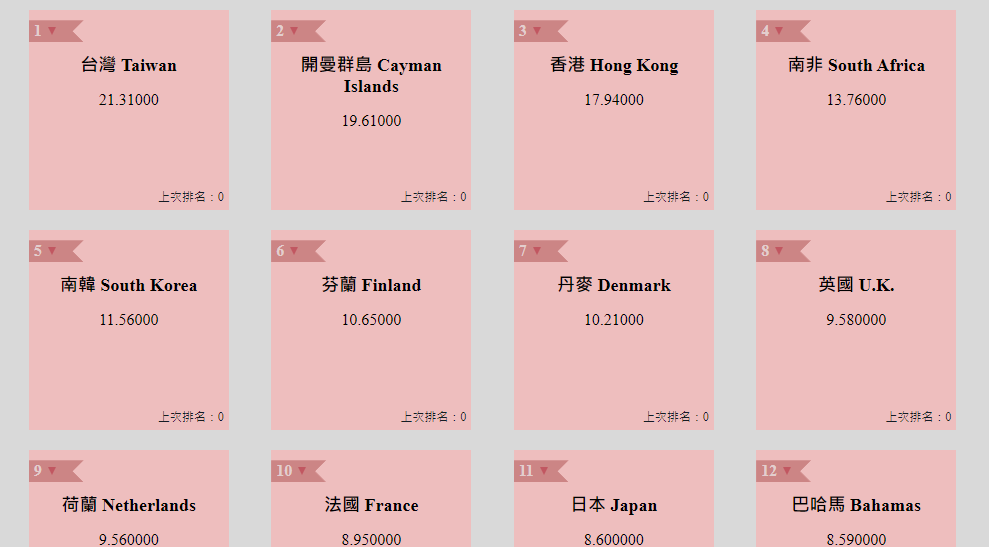 1 ▼
台灣 Taiwan
21.31000
上次排名：0
2 ▼
開曼群島 Cayman
Islands
19.61000
上次排名：0
3 ▼
香港 Hong Kong
17.94000
上次排名：0
4 ▼
南非 South Africa
13.76000
上次排名：0
5 ▼
南韓 South Korea
11.56000
上次排名：0
6 ▼
芬蘭 Finland
10.65000
上次排名：0
7 ▼
丹麥 Denmark
10.21000
上次排名：0
8 ▼
英國 U.K.
9.580000
上次排名：0
9 ▼
荷蘭 Netherlands
9.560000
10 ▼
法國 France
8.950000
11 ▼
日本 Japan
8.600000
12 ▼
巴哈馬 Bahamas
8.590000